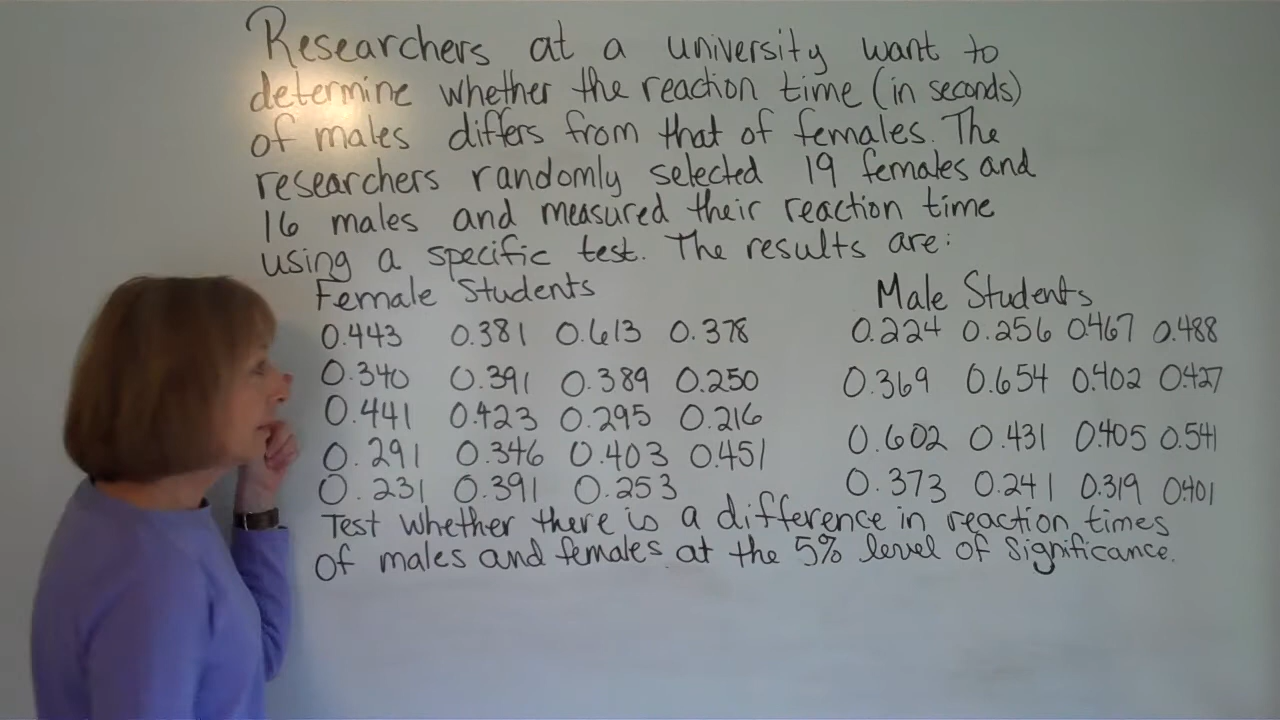 Researchers at a university want to
determine whether the reaction time (in seconds)
of males differs from that of females. The
researchers randomly selected 19 females and
16 males and measured their reaction time
using a specific test. The results are:
Female Students
0.443 0.381 0.613 0.378
0.340 0.391 0.389 0.250
0.441 0.423 0.295 0.216
0.291 0.346 0.403 0.451
0.231 0.391 0.253
Male Students
0.224 0.256 0.467 0.488
0.369 0.654 0.402 0.427
0.602 0.431 0.405 0.541
0.373 0.241 0.319 0.401
Test whether there is a difference in reaction times
of males and females at the 5% level of significance.